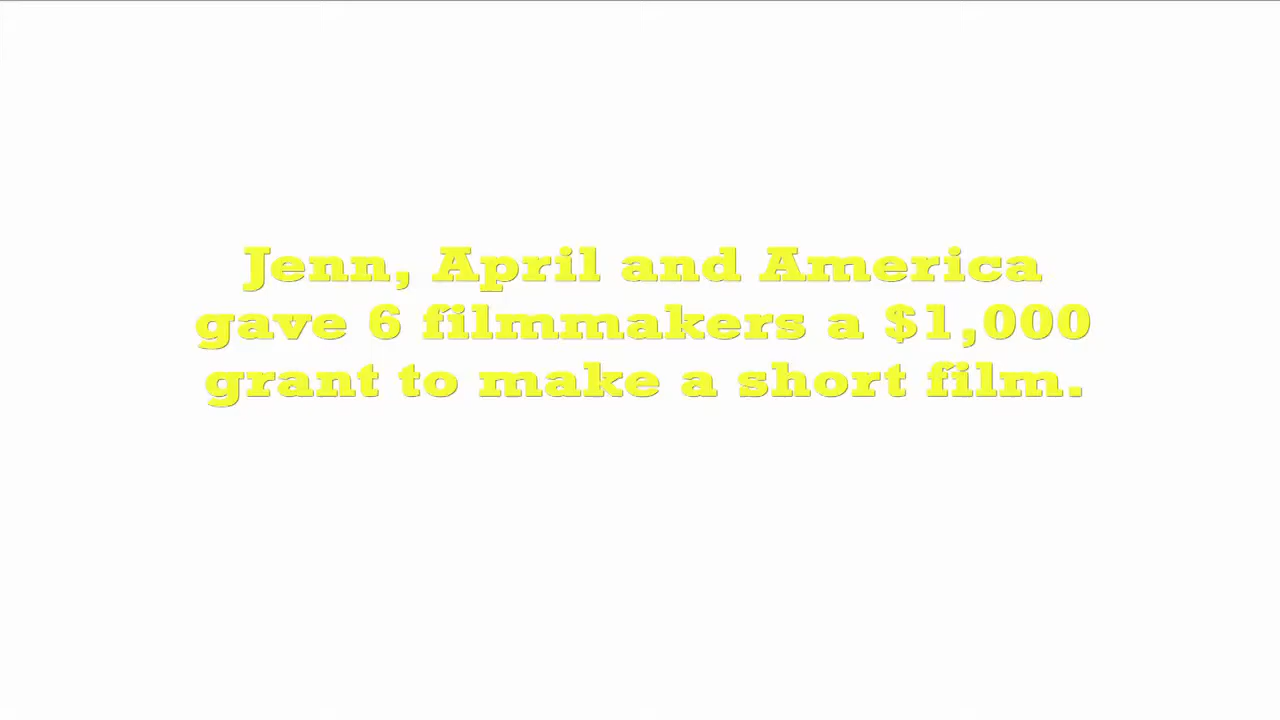 Jenn, April and America
gave 6 filmmakers a $1,000
grant to make a short film.